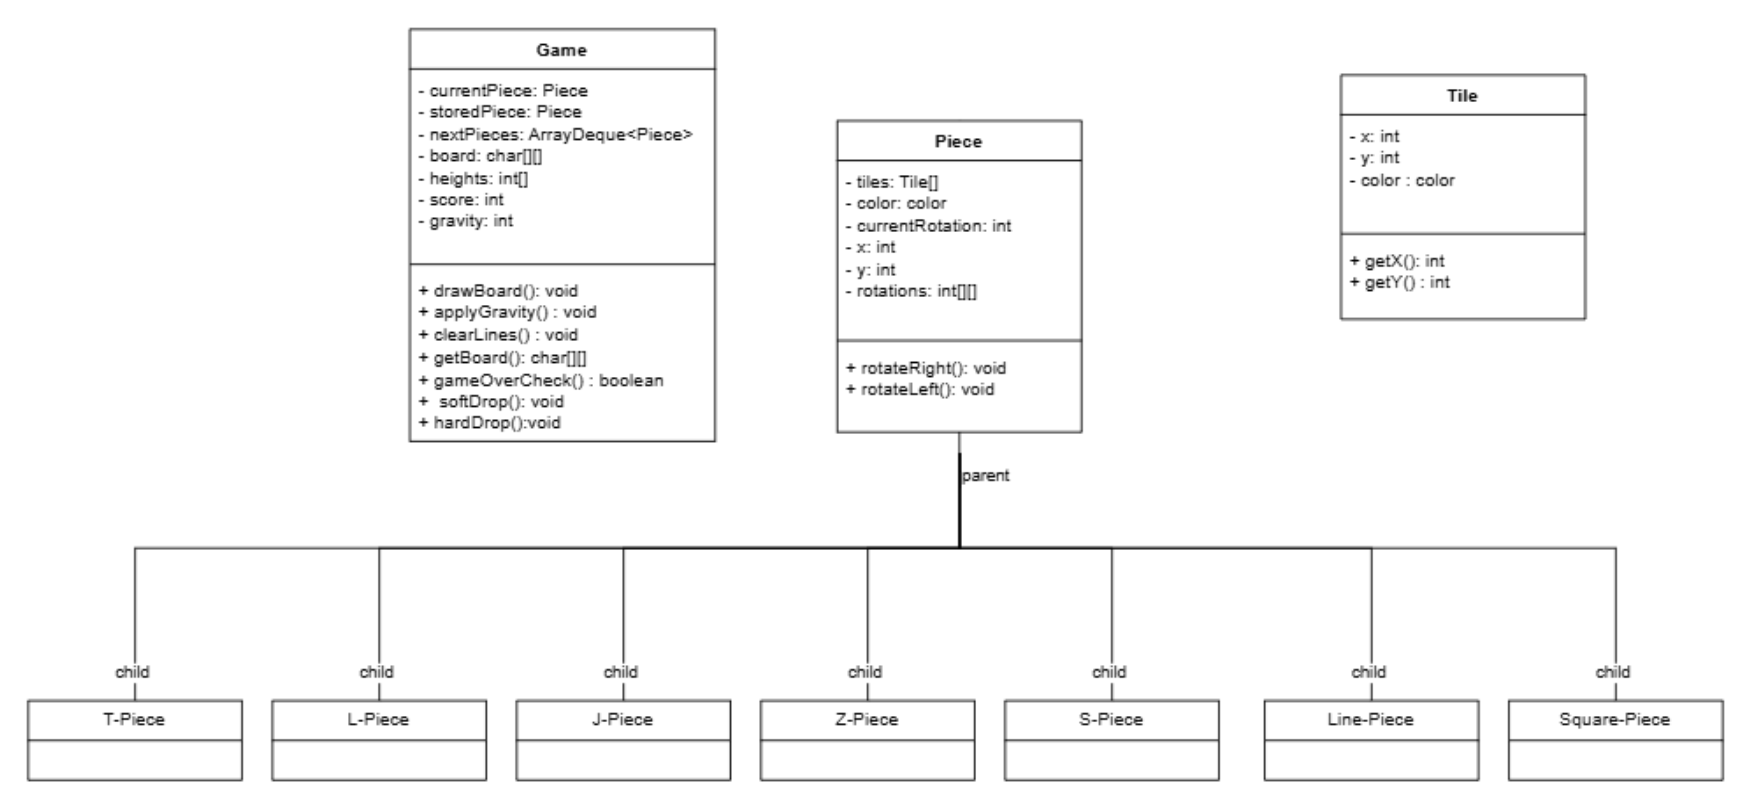 Game
- currentPiece: Piece
- storedPiece: Piece
- nextPieces: ArrayDeque<Piece>
- board: char[][]
- heights: int[]
- score: int
- gravity: int
+ drawBoard(): void
+ applyGravity() : void
+ clearLines() : void
+ getBoard(): char[][]
+ gameOverCheck() : boolean
+  softDrop(): void
+ hardDrop():void
Piece
- tiles: Tile[]
- color: color
- currentRotation: int
- x: int
- y: int
- rotations: int[][]
+ rotateRight(): void
+ rotateLeft(): void
Tile
- x: int
- y: int
- color : color
+ getX(): int
+ getY() : int
parent
child
child
child
child
child
child
child
T-Piece
L-Piece
J-Piece
Z-Piece
S-Piece
Line-Piece
Square-Piece